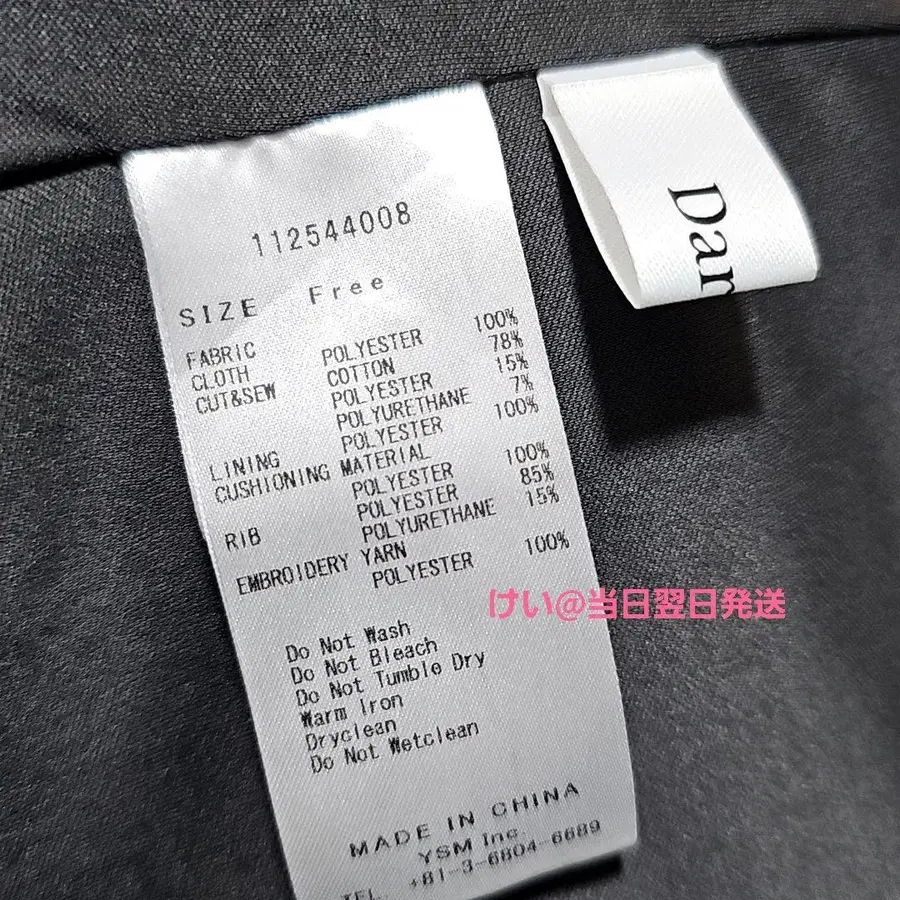 112544008
SIZE Free
FABRIC
CLOTH POLYESTER 100%
CUT&SEW COTTON 78%
POLYESTER 15%
POLYURETHANE 7%
LINING POLYESTER 100%
CUSHIONING MATERIAL
POLYESTER 100%
RIB POLYESTER 85%
POLYURETHANE 15%
EMBROIDERY YARN
POLYESTER 100%
Do Not Wash
Do Not Bleach
Do Not Tumble Dry
Warm Iron
Dryclean
Do Not Wetclean
MADE IN CHINA
YSM Inc.
TEL. +81-3-6804-6689
Dar
けい@当日翌日発送